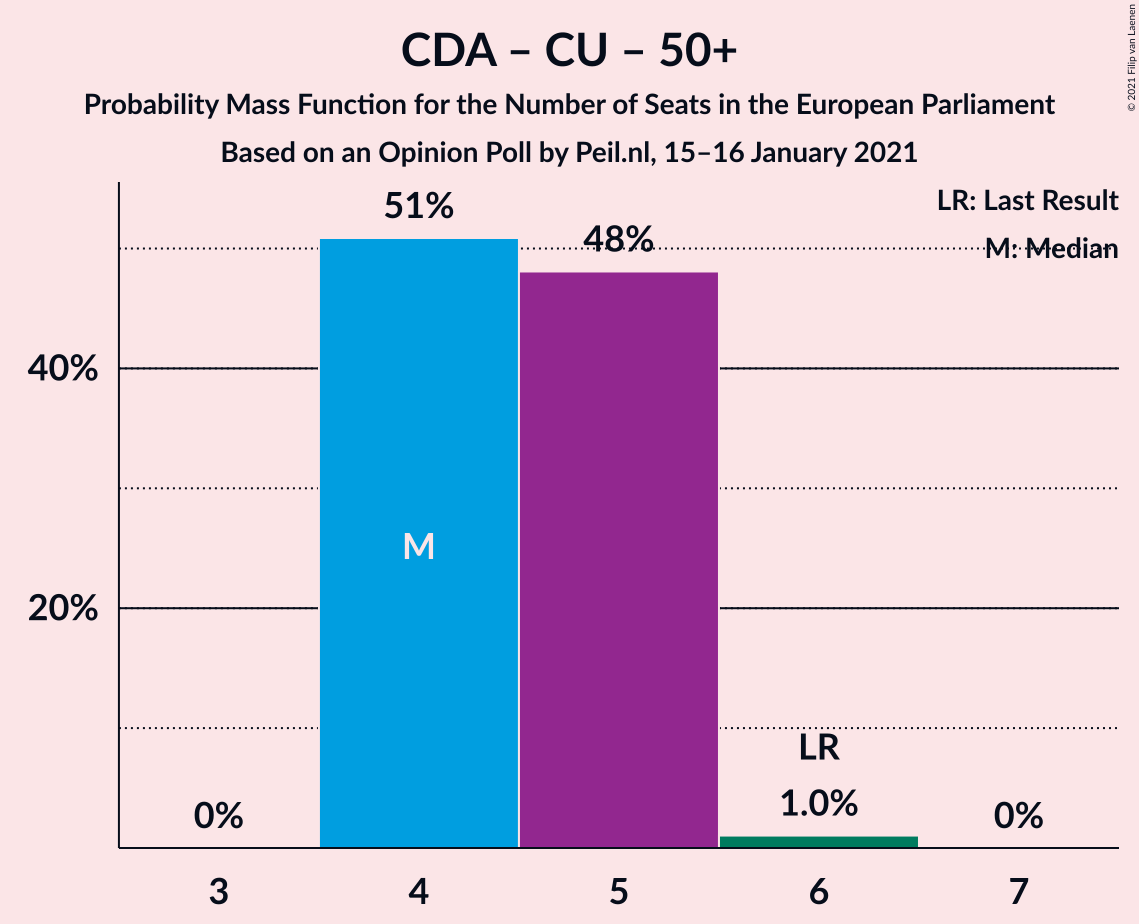 CDA – CU – 50+
Probability Mass Function for the Number of Seats in the European Parliament
Based on an Opinion Poll by Peil.nl, 15–16 January 2021
© 2021 Filip van Laenen
LR: Last Result
M: Median
51%
48%
40%
M
20%
LR
1.0%
0%
0%
3
4
5
6
7